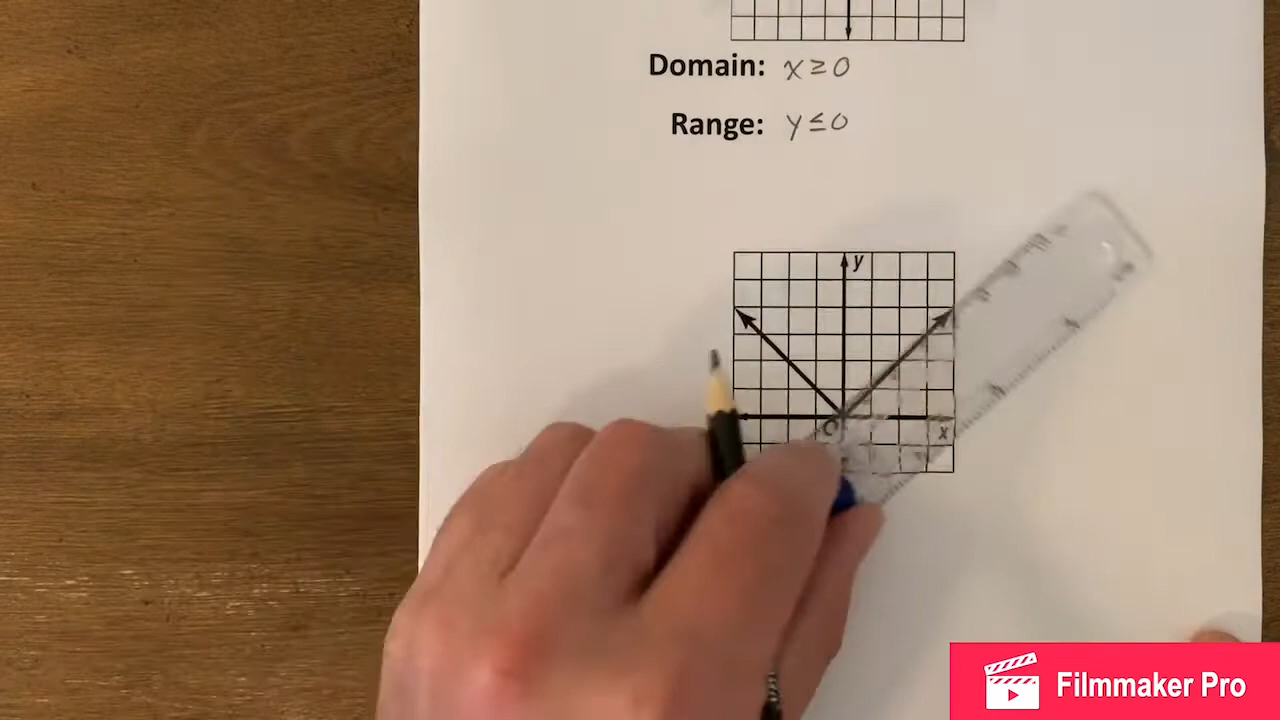 Domain: x ≥ 0
Range: y ≤ 0
y
O
x
Filmmaker Pro